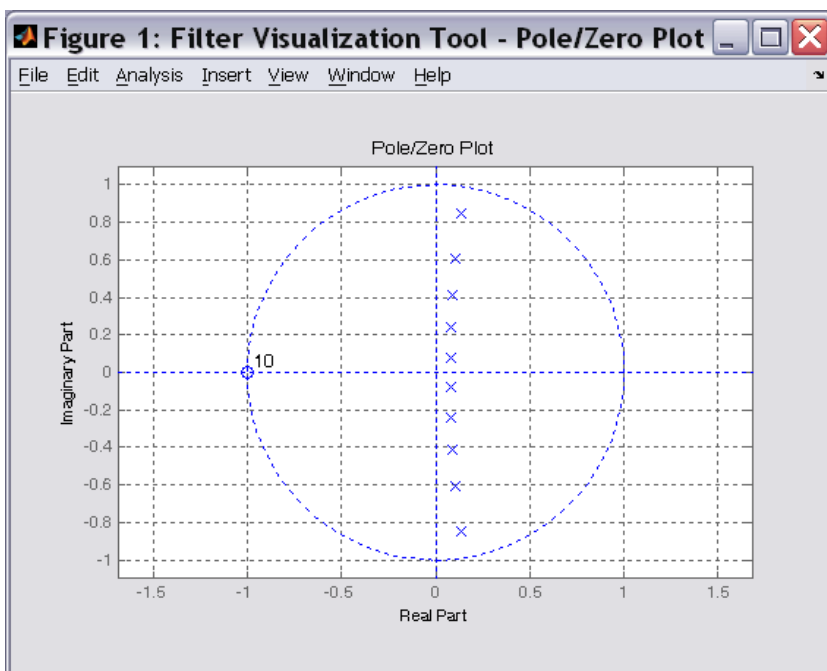 Figure 1: Filter Visualization Tool - Pole/Zero Plot
File Edit Analysis Insert View Window Help
Pole/Zero Plot
1
0.8
0.6
0.4
0.2
0
-0.2
-0.4
-0.6
-0.8
-1
Imaginary Part
10
-1.5 -1 -0.5 0 0.5 1 1.5
Real Part